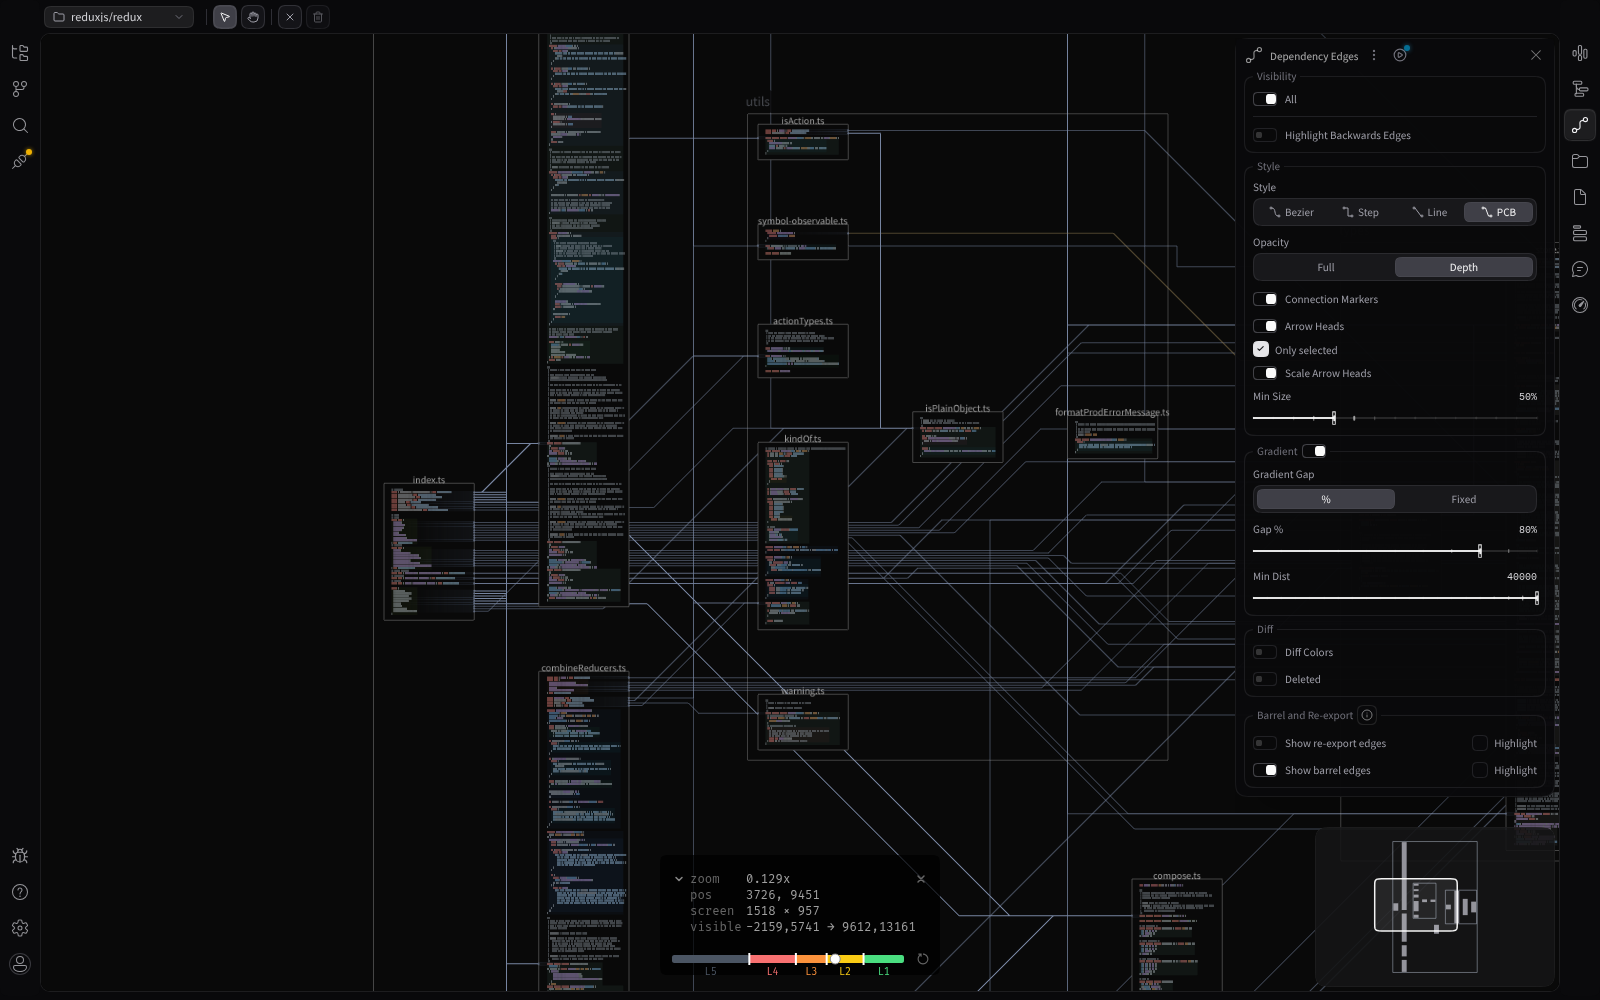 reduxjs/redux
utils
isAction.ts
symbol-observable.ts
actionTypes.ts
isPlainObject.ts
formatProdErrorMessage.ts
kindOf.ts
index.ts
combineReducers.ts
warning.ts
compose.ts
zoom 0.129x
pos 3726, 9451
screen 1518 × 957
visible -2159,5741 → 9612,13161
L5 L4 L3 L2 L1
Dependency Edges
Visibility
All
Highlight Backwards Edges
Style
Style
Bezier Step Line PCB
Opacity
Full Depth
Connection Markers
Arrow Heads
Only selected
Scale Arrow Heads
Min Size 50%
Gradient
Gradient Gap
% Fixed
Gap % 80%
Min Dist 40000
Diff
Diff Colors
Deleted
Barrel and Re-export
Show re-export edges Highlight
Show barrel edges Highlight